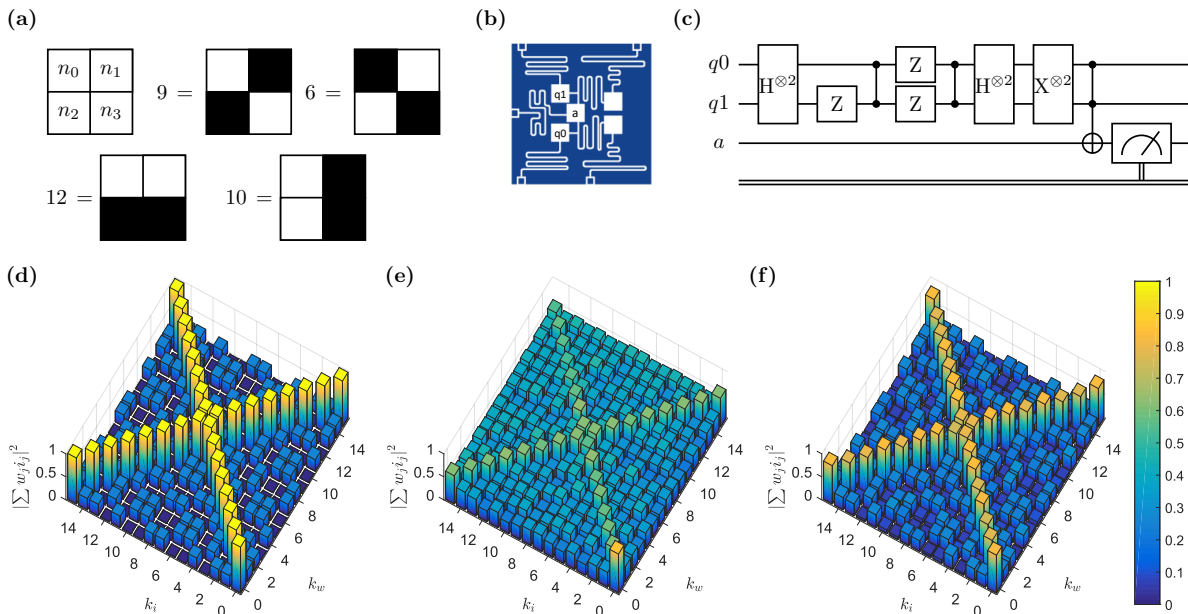 (a)
n₀ n₁
n₂ n₃
9 =
6 =
12 =
10 =
(b)
q1
a
q0
(c)
q0
q1
a
H⊗2
Z
Z
Z
H⊗2
X⊗2
(d)
|∑ wⱼiⱼ|²
1
0.5
0
14
12
10
8
6
4
2
0
kᵢ
0
2
4
6
8
10
12
14
k_w
(e)
|∑ wⱼiⱼ|²
1
0.5
0
14
12
10
8
6
4
2
0
kᵢ
0
2
4
6
8
10
12
14
k_w
(f)
|∑ wⱼiⱼ|²
1
0.5
0
14
12
10
8
6
4
2
0
kᵢ
0
2
4
6
8
10
12
14
k_w
1
0.9
0.8
0.7
0.6
0.5
0.4
0.3
0.2
0.1
0